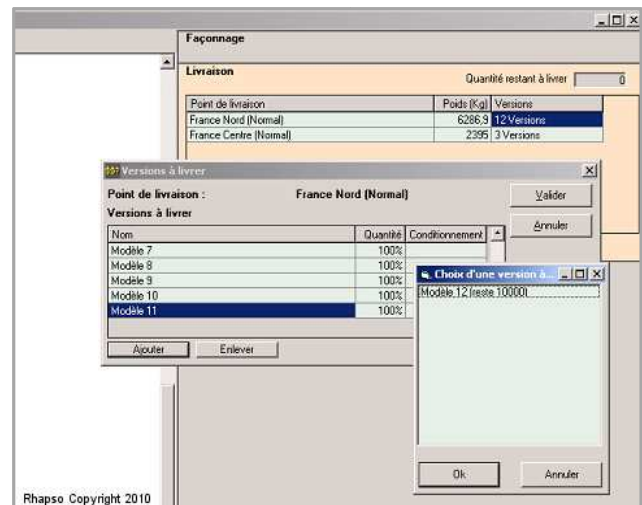 Façonnage
Livraison
Quantité restant à livrer 0
Point de livraison Poids (Kg) Versions
France Nord (Normal) 6286,9 12 Versions
France Centre (Normal) 2395 3 Versions
Versions à livrer
Point de livraison : France Nord (Normal)
Valider
Versions à livrer
Annuler
Nom Quantité Conditionnement
Modèle 7 100%
Modèle 8 100%
Modèle 9 100%
Modèle 10 100%
Modèle 11 100%
Ajouter Enlever
Choix d'une version à...
Modèle 12 (reste 10000)
Ok Annuler
Rhapso Copyright 2010